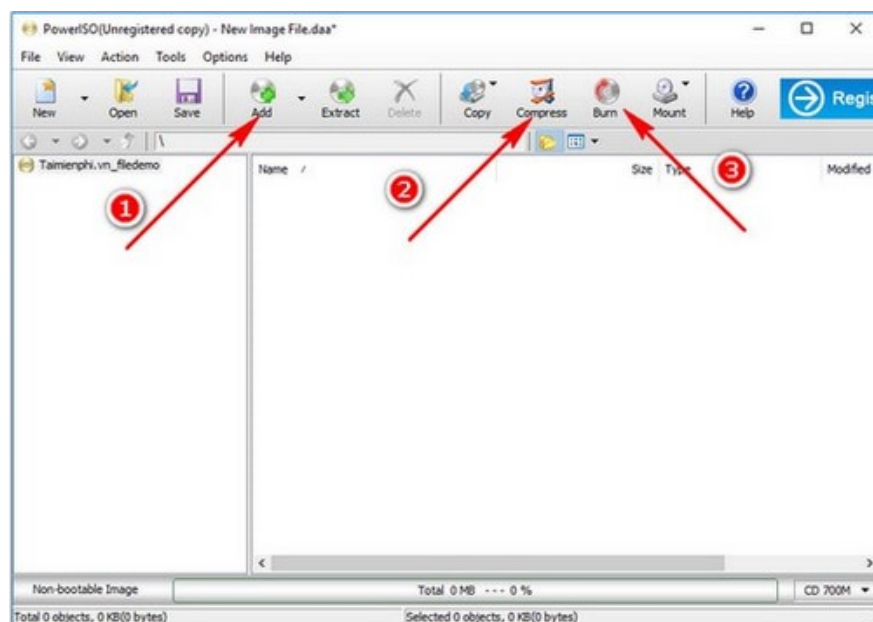 PowerISO(Unregistered copy) - New Image File.daa*
File View Action Tools Options Help
New Open Save Add Extract Delete Copy Compress Burn Mount Help Regis
\
Taimienphi.vn_filedemo
Name / Size Type Modified
1
2
3
Non-bootable Image Total 0 MB --- 0 % CD 700M
Total 0 objects, 0 KB(0 bytes) Selected 0 objects, 0 KB(0 bytes)